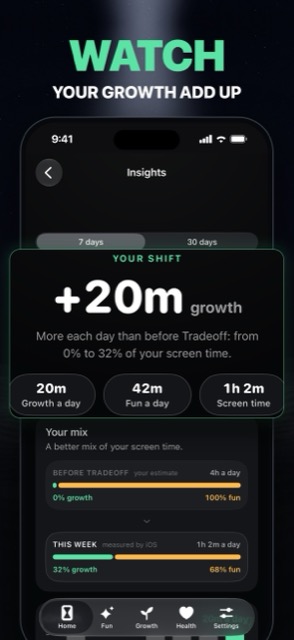 WATCH
YOUR GROWTH ADD UP
9:41
Insights
7 days 30 days
YOUR SHIFT
+20m growth
More each day than before Tradeoff: from
0% to 32% of your screen time.
20m 42m 1h 2m
Growth a day Fun a day Screen time
Your mix
A better mix of your screen time.
BEFORE TRADEOFF your estimate 4h a day
0% growth 100% fun
THIS WEEK measured by iOS 1h 2m a day
32% growth 68% fun
Home Fun Growth Health Settings